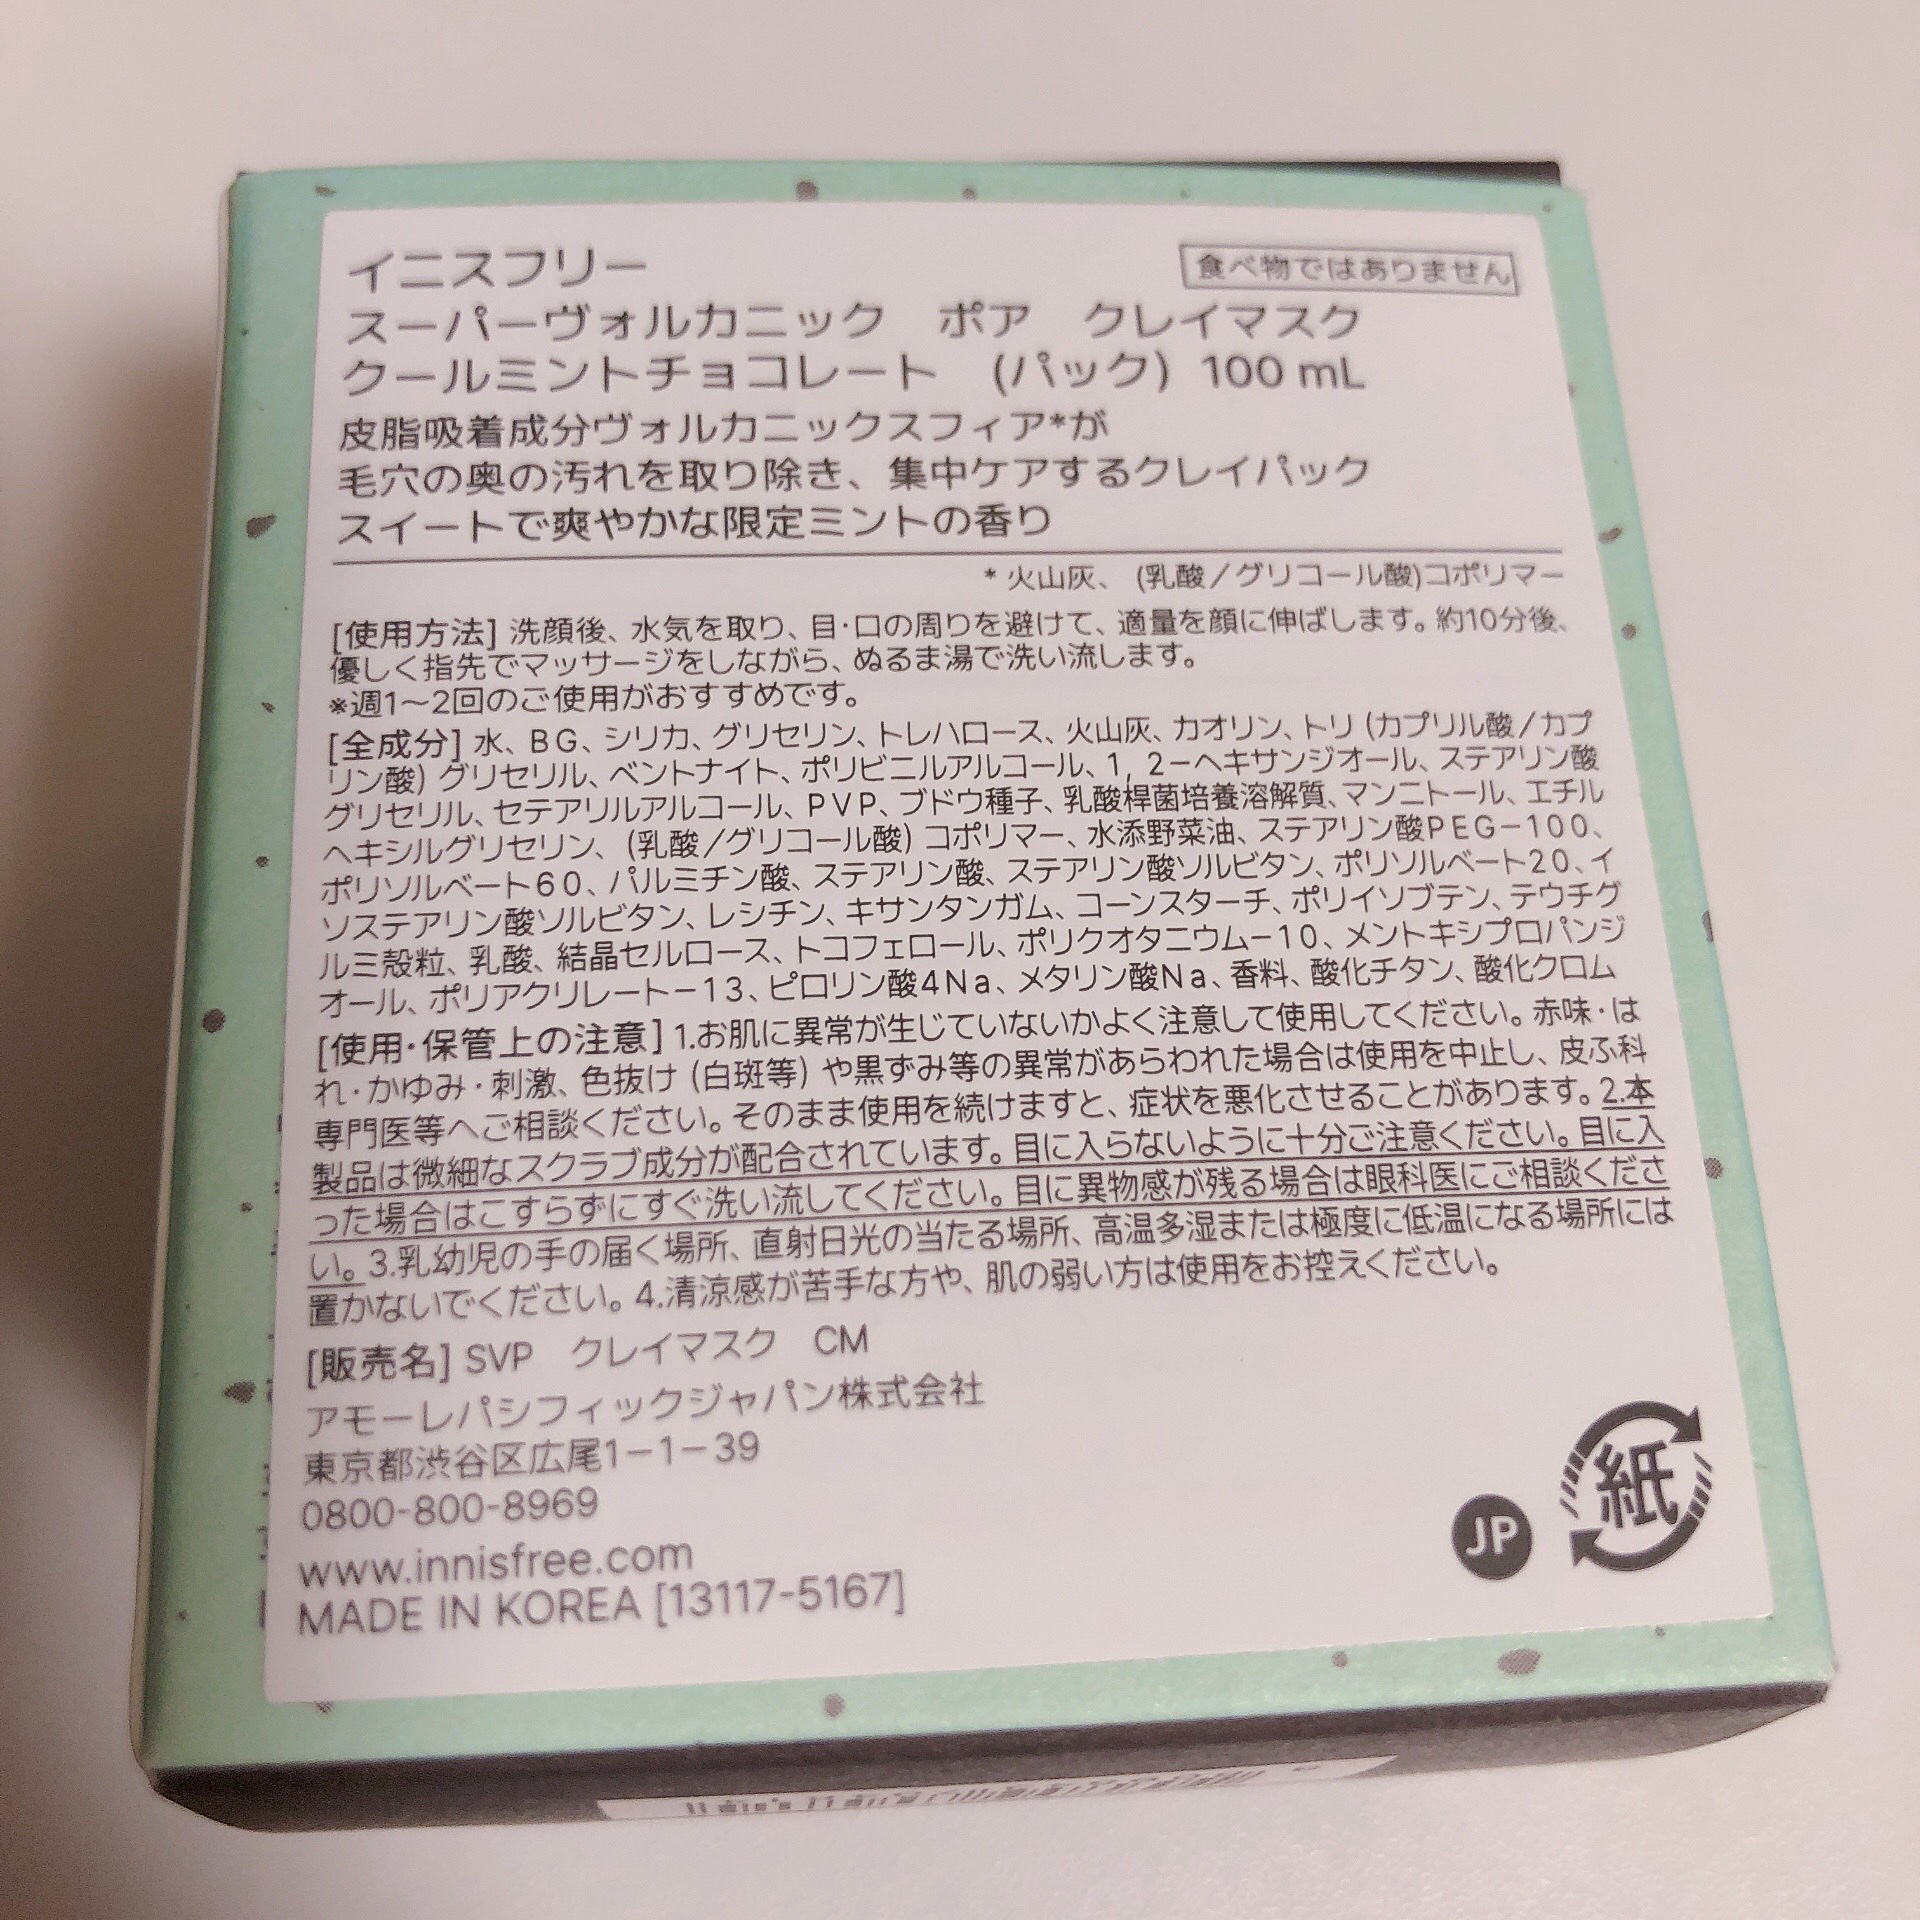 イニスフリー
食べ物ではありません
スーパーヴォルカニック ポア クレイマスク
クールミントチョコレート (パック) 100 mL
皮脂吸着成分ヴォルカニックスフィア*が
毛穴の奥の汚れを取り除き、集中ケアするクレイパック
スイートで爽やかな限定ミントの香り
* 火山灰、(乳酸/グリコール酸)コポリマー
[使用方法] 洗顔後、水気を取り、目・口の周りを避けて、適量を顔に伸ばします。約10分後、
優しく指先でマッサージをしながら、ぬるま湯で洗い流します。
※週1~2回のご使用がおすすめです。
[全成分] 水、BG、シリカ、グリセリン、トレハロース、火山灰、カオリン、トリ (カプリル酸/カプ
リン酸) グリセリル、ベントナイト、ポリビニルアルコール、1, 2-ヘキサンジオール、ステアリン酸
グリセリル、セテアリルアルコール、PVP、ブドウ種子、乳酸桿菌培養溶解質、マンニトール、エチル
ヘキシルグリセリン、(乳酸/グリコール酸) コポリマー、水添野菜油、ステアリン酸PEG-100、
ポリソルベート60、パルミチン酸、ステアリン酸、ステアリン酸ソルビタン、ポリソルベート20、イ
ソステアリン酸ソルビタン、レシチン、キサンタンガム、コーンスターチ、ポリイソブテン、テウチグ
ルミ殻粒、乳酸、結晶セルロース、トコフェロール、ポリクオタニウム-10、メントキシプロパンジ
オール、ポリアクリレート-13、ピロリン酸4Na、メタリン酸Na、香料、酸化チタン、酸化クロム
[使用・保管上の注意] 1.お肌に異常が生じていないかよく注意して使用してください。赤味・は
れ・かゆみ・刺激、色抜け (白斑等) や黒ずみ等の異常があらわれた場合は使用を中止し、皮ふ科
専門医等へご相談ください。そのまま使用を続けますと、症状を悪化させることがあります。2.本
製品は微細なスクラブ成分が配合されています。目に入らないように十分ご注意ください。目に入
った場合はこすらずにすぐ洗い流してください。目に異物感が残る場合は眼科医にご相談くださ
い。3.乳幼児の手の届く場所、直射日光の当たる場所、高温多湿または極度に低温になる場所には
置かないでください。4.清涼感が苦手な方や、肌の弱い方は使用をお控えください。
[販売名] SVP クレイマスク CM
アモーレパシフィックジャパン株式会社
東京都渋谷区広尾1-1-39
0800-800-8969
www.innisfree.com
MADE IN KOREA [13117-5167]
JP
紙